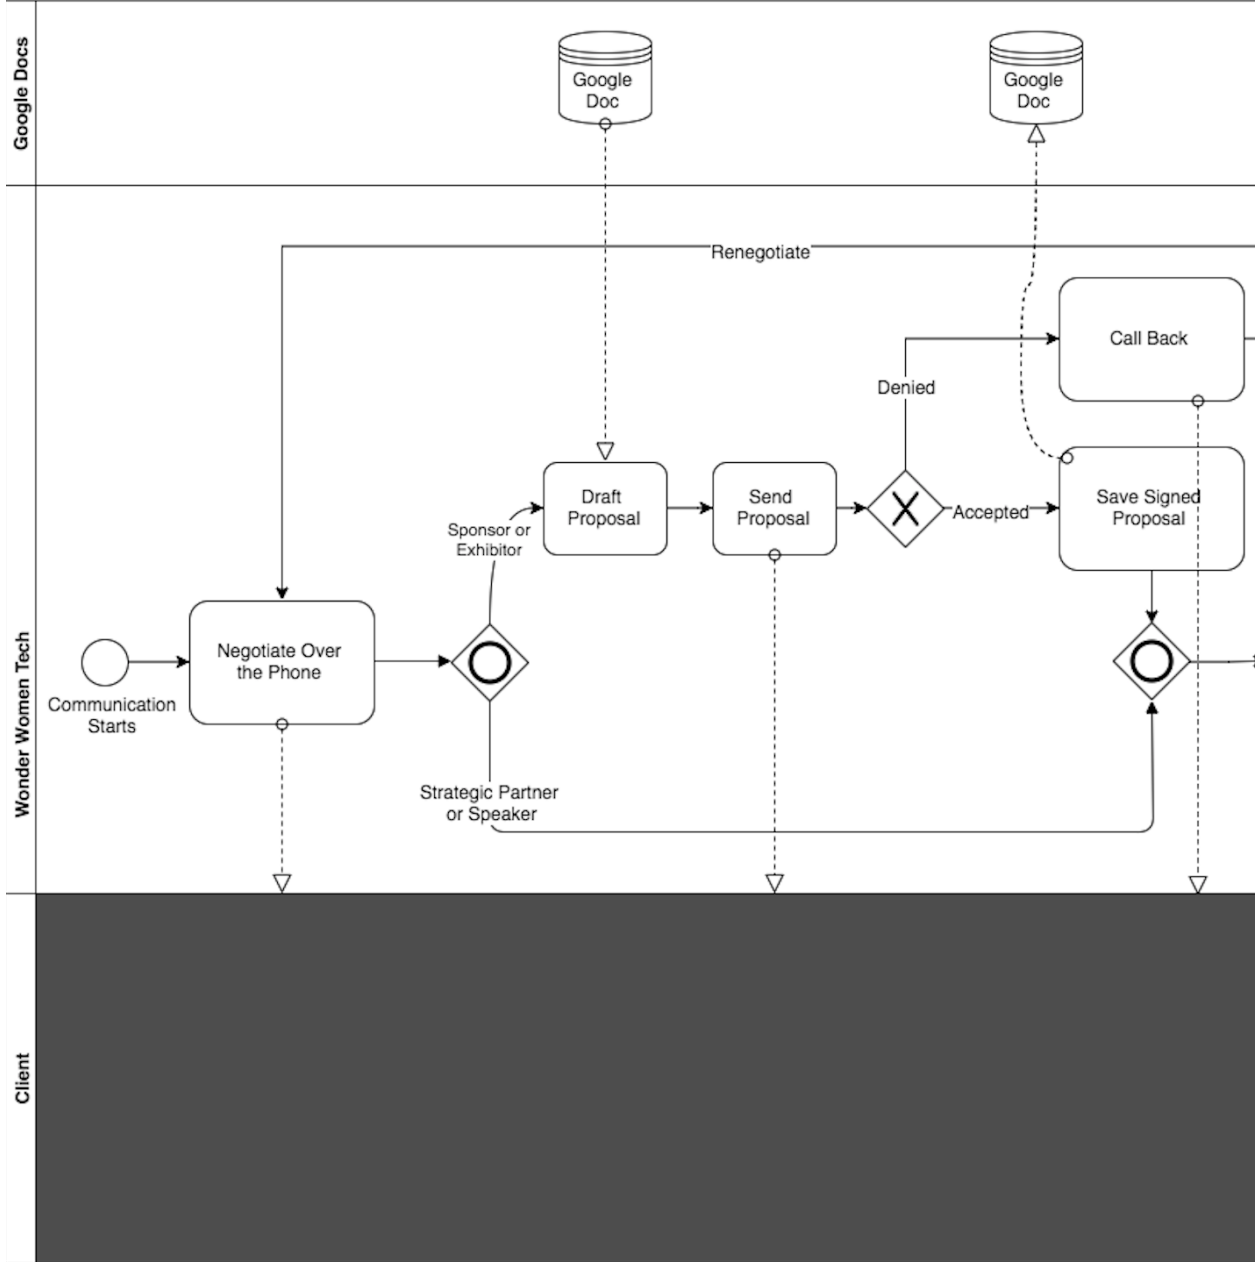 Google Docs
Google
Doc
Google
Doc
Wonder Women Tech
Renegotiate
Call Back
Denied
Draft
Proposal
Send
Proposal
Accepted
Save Signed
Proposal
Sponsor or
Exhibitor
Negotiate Over
the Phone
Communication
Starts
Strategic Partner
or Speaker
Client